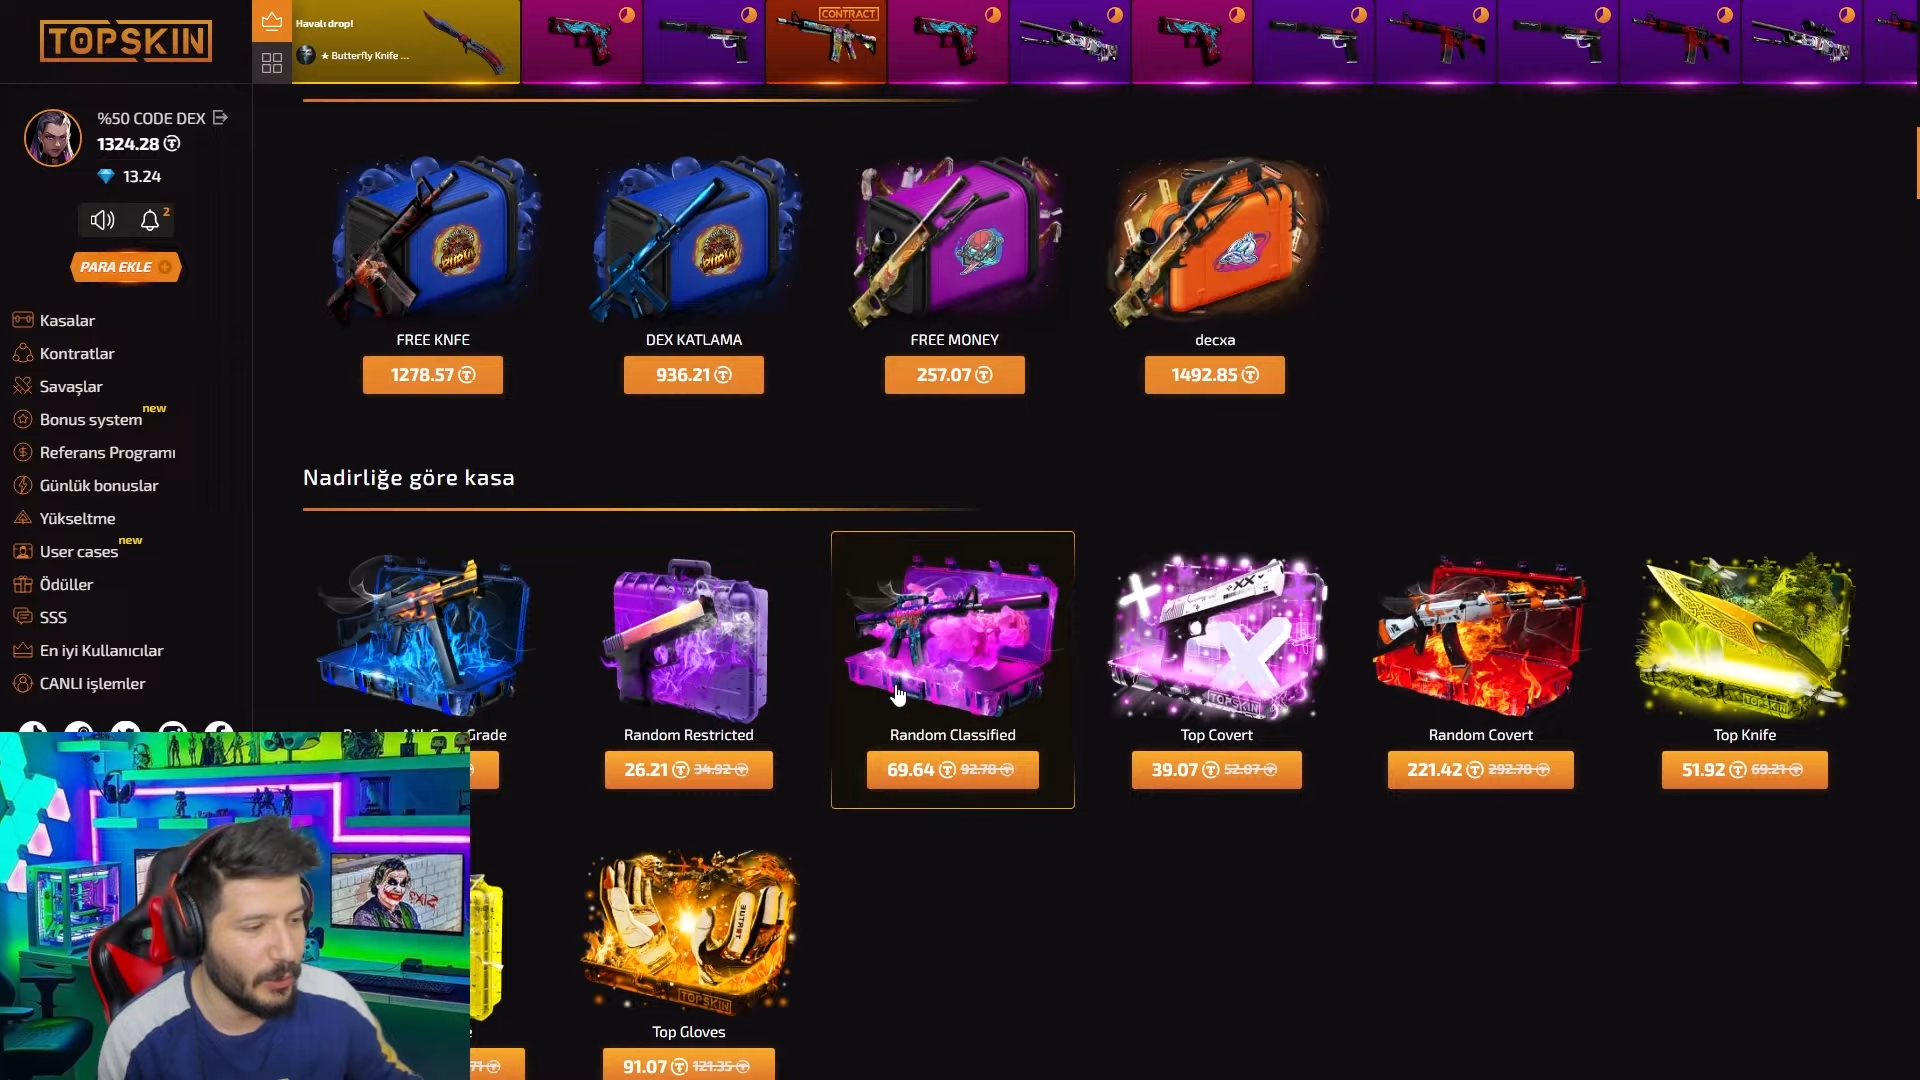 TOPSKIN
Havalı drop!
★ Butterfly Knife ...
CONTRACT
%50 CODE DEX
1324.28
13.24
2
PARA EKLE
Kasalar
Kontratlar
Savaşlar
Bonus system
new
Referans Programı
Günlük bonuslar
Yükseltme
User cases
new
Ödüller
SSS
En iyi Kullanıcılar
CANLI işlemler
FREE KNFE
DEX KATLAMA
FREE MONEY
decxa
1278.57
936.21
257.07
1492.85
Nadirliğe göre kasa
Grade
Random Restricted
Random Classified
Top Covert
Random Covert
Top Knife
26.21 34.92
69.64 92.78
39.07 52.07
221.42 292.78
51.92 69.21
TOPSKIN
Top Gloves
91.07 121.35